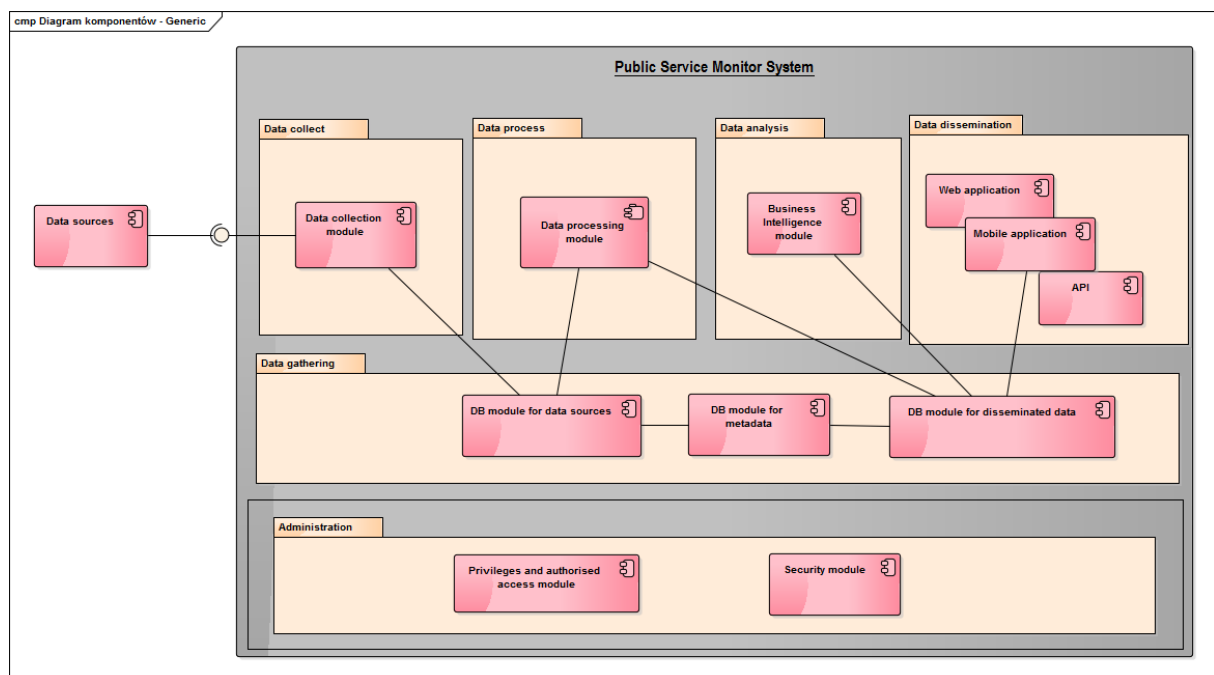 cmp Diagram komponentów - Generic
Public Service Monitor System
Data collect
Data process
Data analysis
Data dissemination
Data sources
Data collection
module
Data processing
module
Business
Intelligence
module
Web application
Mobile application
API
Data gathering
DB module for data sources
DB module for
metadata
DB module for disseminated data
Administration
Privileges and authorised
access module
Security module